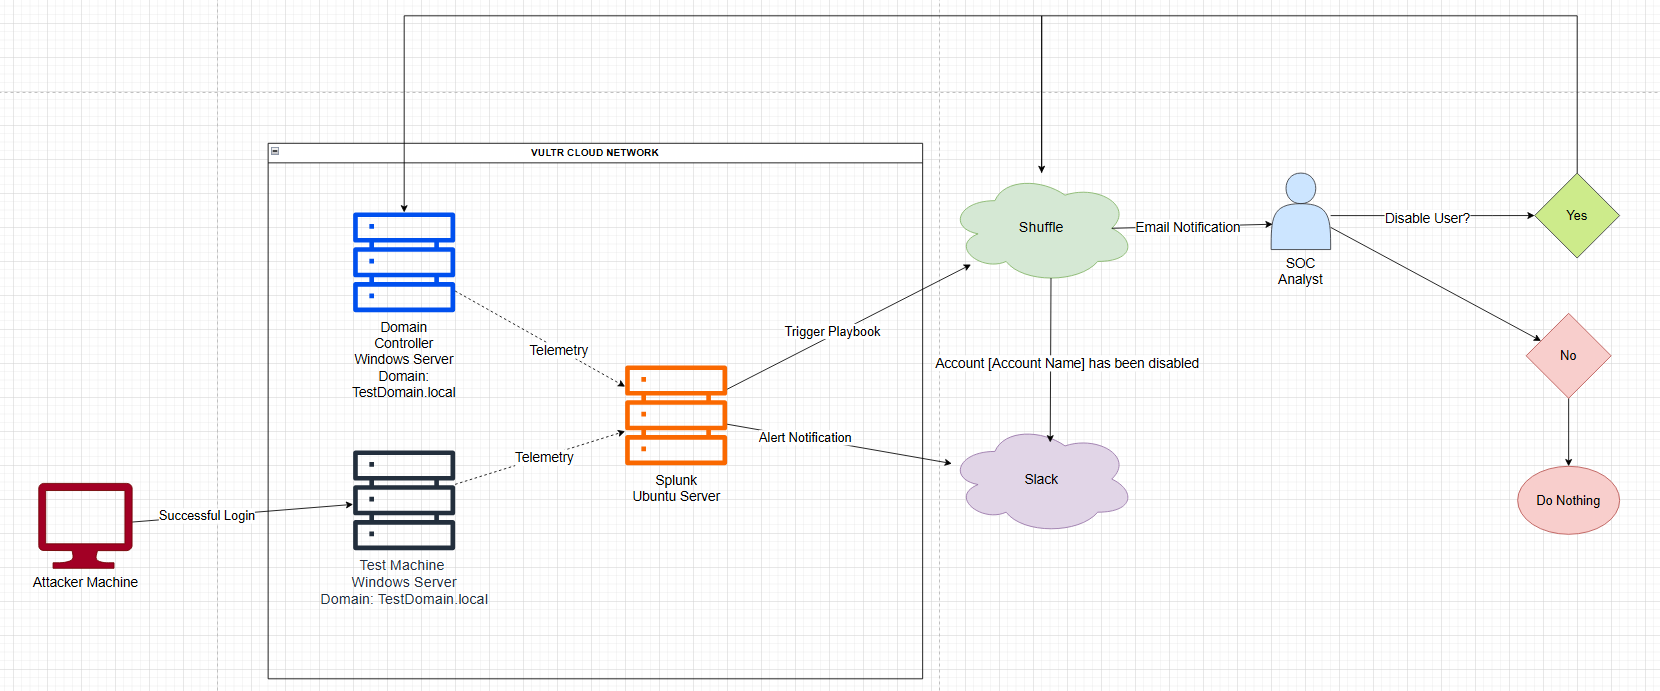 VULTR CLOUD NETWORK
Domain
Controller
Windows Server
Domain:
TestDomain.local
Telemetry
Telemetry
Splunk
Ubuntu Server
Attacker Machine
Successful Login
Test Machine
Windows Server
Domain: TestDomain.local
Trigger Playbook
Alert Notification
Shuffle
Account [Account Name] has been disabled
Slack
Email Notification
SOC
Analyst
Disable User?
Yes
No
Do Nothing